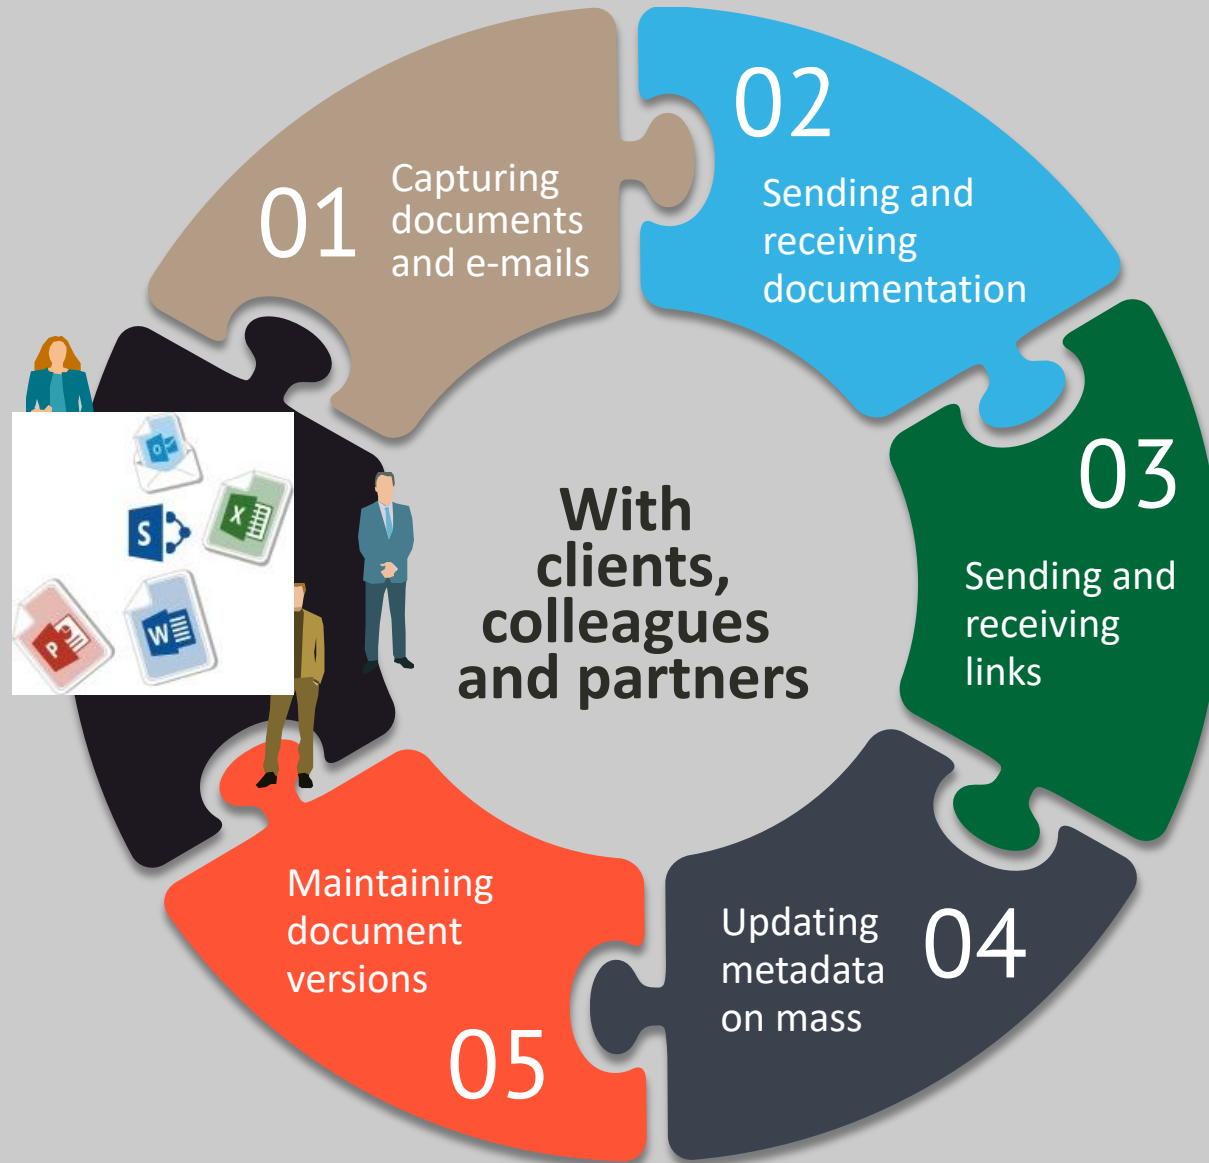 01
Capturing
documents
and e-mails
02
Sending and
receiving
documentation
03
Sending and
receiving
links
04
Updating
metadata
on mass
05
Maintaining
document
versions
With
clients,
colleagues
and partners
O
S
X
P
W